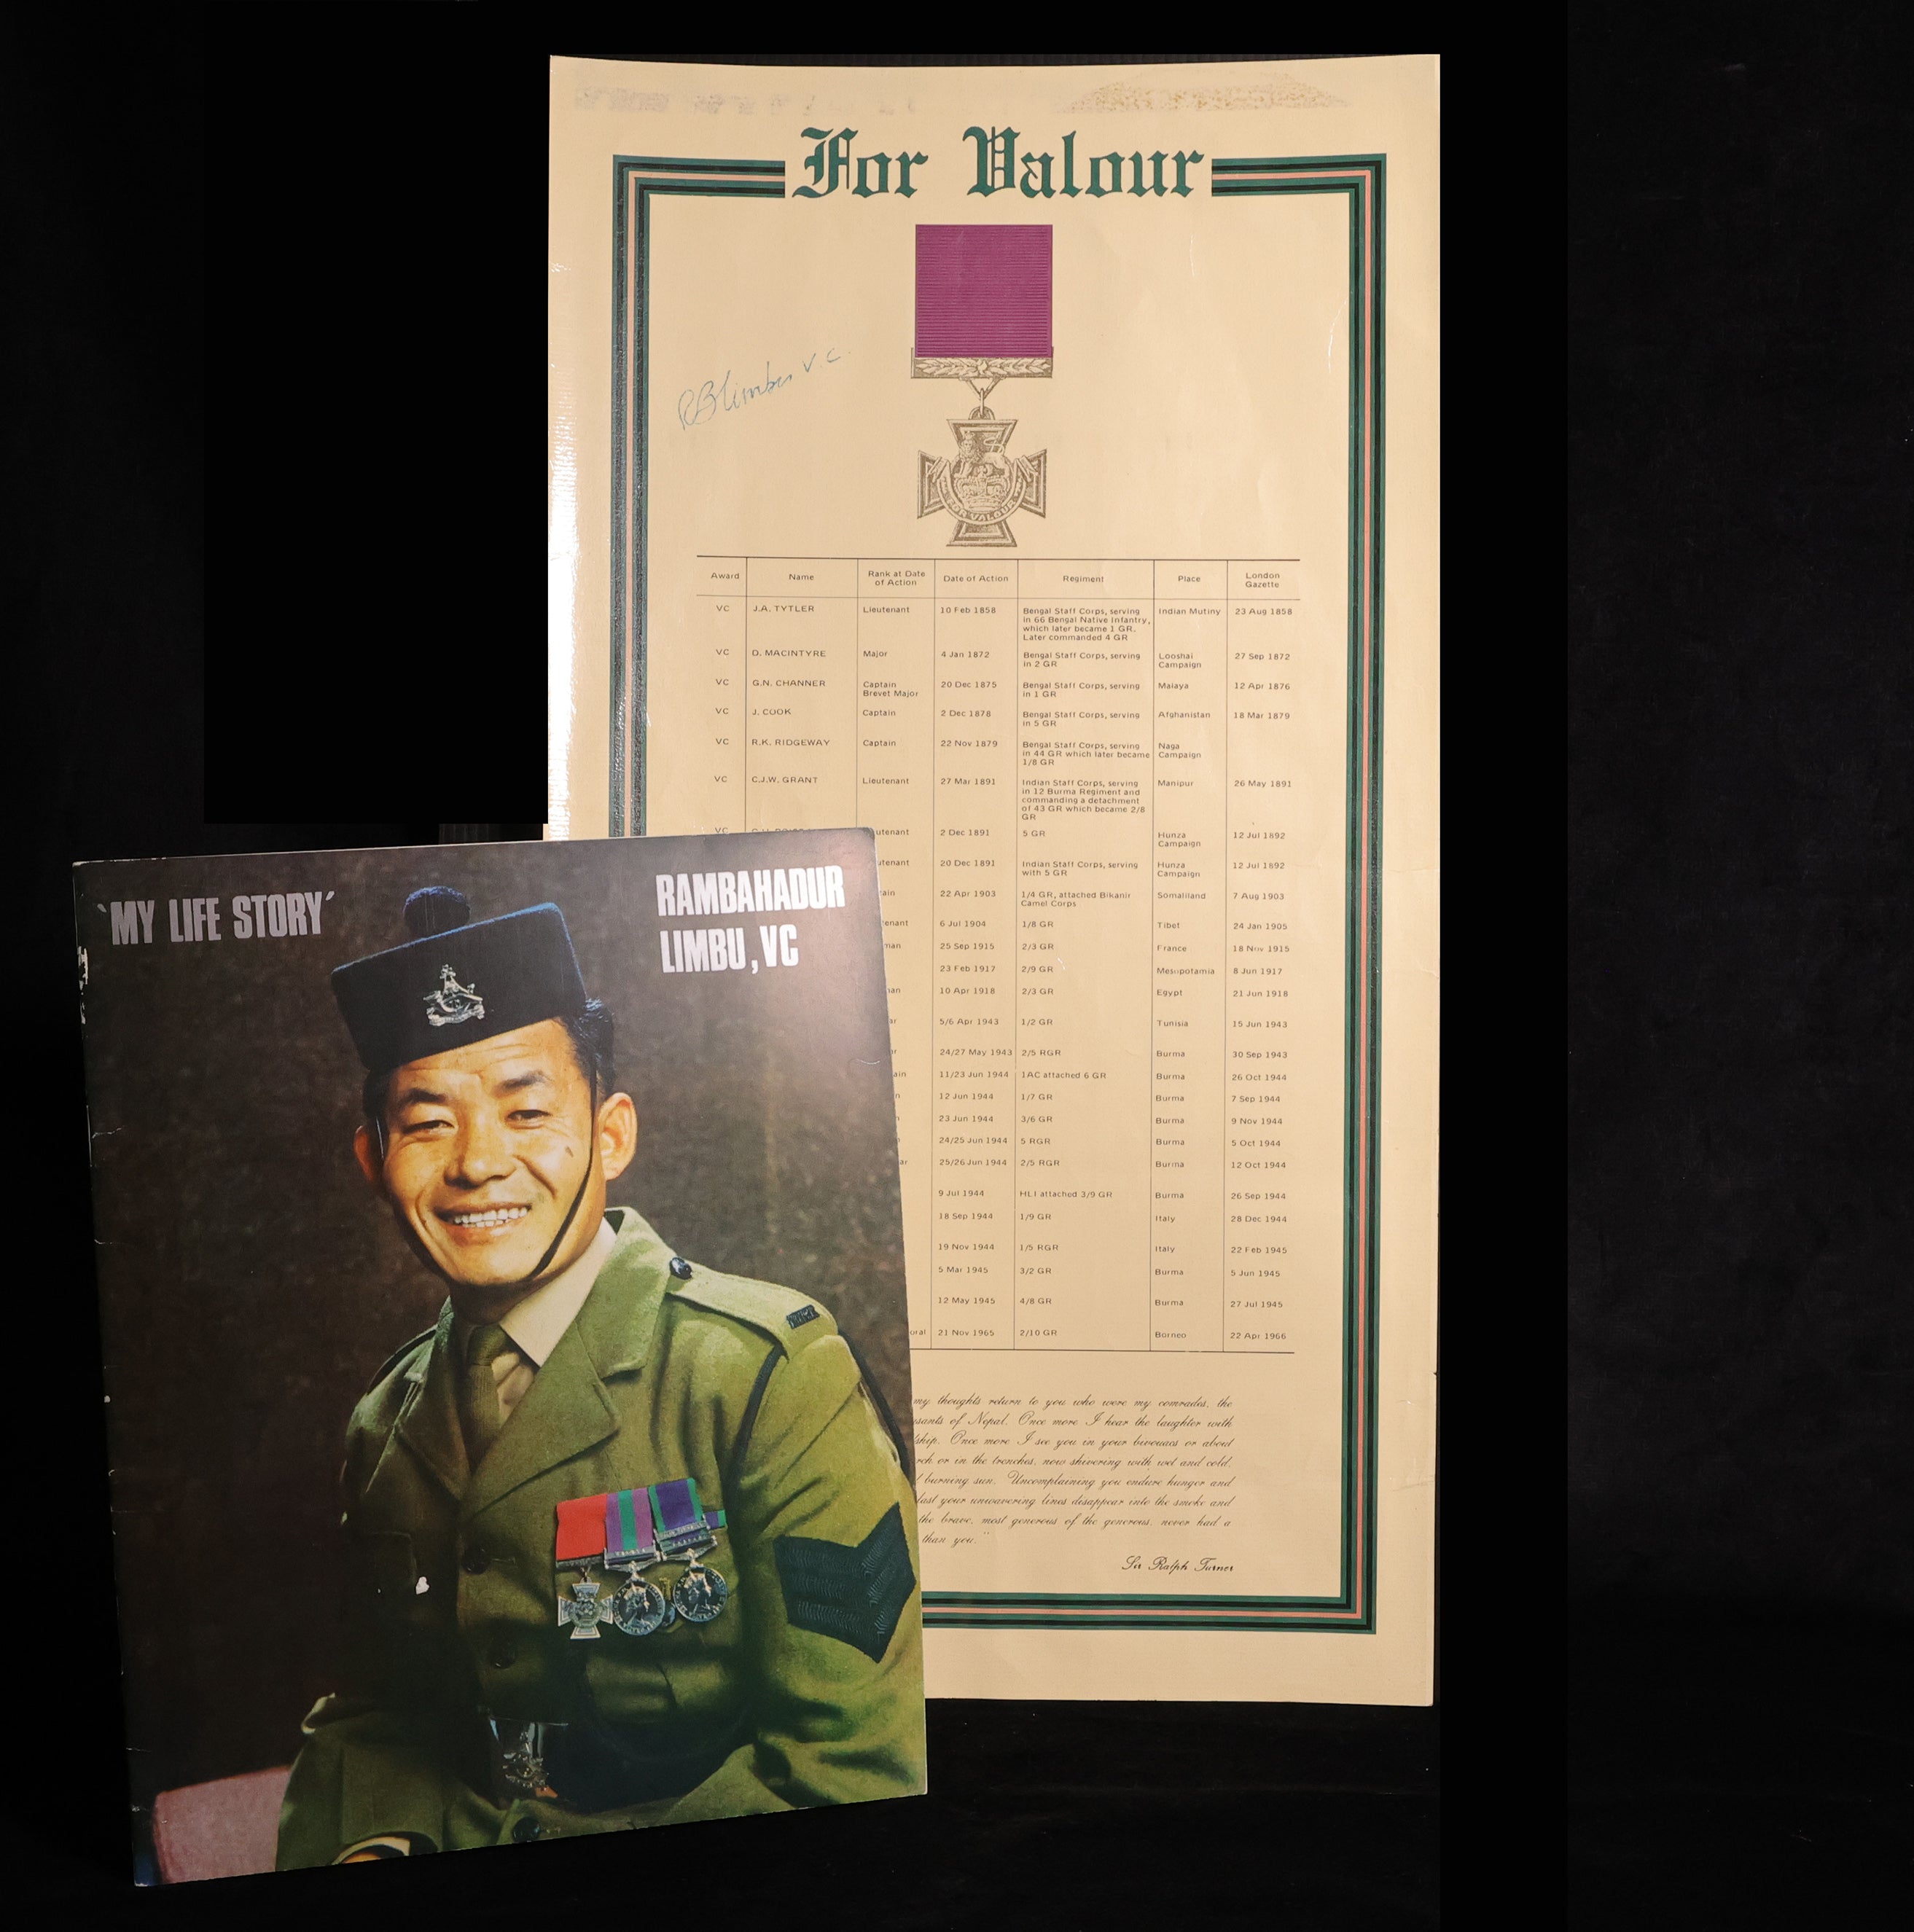 For Valour
RBLimbu V.C.
FOR VALOUR
Award Name Rank at Date of Action Date of Action Regiment Place London Gazette
VC J.A. TYTLER Lieutenant 10 Feb 1858 Bengal Staff Corps, serving Indian Mutiny 23 Aug 1858
in 66 Bengal Native Infantry,
which later became 1 GR.
Later commanded 4 GR
VC D. MACINTYRE Major 4 Jan 1872 Bengal Staff Corps, serving Looshai 27 Sep 1872
in 2 GR Campaign
VC G.N. CHANNER Captain 20 Dec 1875 Bengal Staff Corps, serving Malaya 12 Apr 1876
Brevet Major in 1 GR
VC J. COOK Captain 2 Dec 1878 Bengal Staff Corps, serving Afghanistan 18 Mar 1879
in 5 GR
VC R.K. RIDGEWAY Captain 22 Nov 1879 Bengal Staff Corps, serving Naga
in 44 GR which later became Campaign
1/8 GR
VC C.J.W. GRANT Lieutenant 27 Mar 1891 Indian Staff Corps, serving Manipur 26 May 1891
in 12 Burma Regiment and
commanding a detachment
of 43 GR which became 2/8
GR
VC utenant 2 Dec 1891 5 GR Hunza 12 Jul 1892
Campaign
utenant 20 Dec 1891 Indian Staff Corps, serving Hunza 12 Jul 1892
with 5 GR Campaign
ain 22 Apr 1903 1/4 GR, attached Bikanir Somaliland 7 Aug 1903
Camel Corps
enant 6 Jul 1904 1/8 GR Tibet 24 Jan 1905
man 25 Sep 1915 2/3 GR France 18 Nov 1915
23 Feb 1917 2/9 GR Mesopotamia 8 Jun 1917
an 10 Apr 1918 2/3 GR Egypt 21 Jun 1918
ar 5/6 Apr 1943 1/2 GR Tunisia 15 Jun 1943
r 24/27 May 1943 2/5 RGR Burma 30 Sep 1943
ain 11/23 Jun 1944 1AC attached 6 GR Burma 26 Oct 1944
n 12 Jun 1944 1/7 GR Burma 7 Sep 1944
23 Jun 1944 3/6 GR Burma 9 Nov 1944
24/25 Jun 1944 5 RGR Burma 5 Oct 1944
ar 25/26 Jun 1944 2/5 RGR Burma 12 Oct 1944
9 Jul 1944 HLI attached 3/9 GR Burma 26 Sep 1944
18 Sep 1944 1/9 GR Italy 28 Dec 1944
19 Nov 1944 1/5 RGR Italy 22 Feb 1945
5 Mar 1945 3/2 GR Burma 5 Jun 1945
12 May 1945 4/8 GR Burma 27 Jul 1945
oral 21 Nov 1965 2/10 GR Borneo 22 Apr 1966
my thoughts return to you who were my comrades, the
sants of Nepal. Once more I hear the laughter with
ship. Once more I see you in your bivouacs or about
rch or in the trenches, now shivering with wet and cold,
burning sun. Uncomplaining you endure hunger and
last your unwavering lines disappear into the smoke and
the brave, most generous of the generous, never had a
than you."
Sir Ralph Turner
'MY LIFE STORY'
RAMBAHADUR
LIMBU, VC